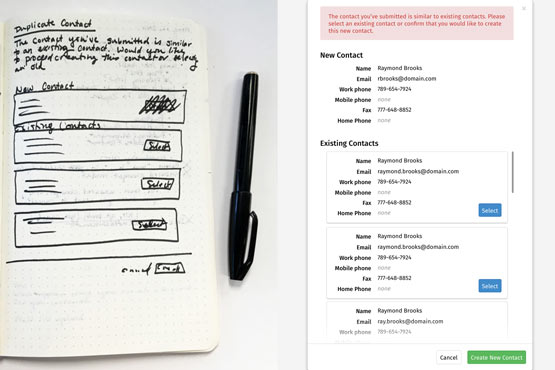 Duplicate Contact
The Contact you've submitted is similar
to an existing contact. Would you like
to proceed creating this contact or select
an old
New Contact
Existing Contacts
Select
Select
Select
cancel
The contact you've submitted is similar to existing contacts. Please
select an existing contact or confirm that you would like to create
this new contact.
New Contact
Name Raymond Brooks
Email rbrooks@domain.com
Work phone 789-654-7924
Mobile phone none
Fax 777-648-8852
Home Phone none
Existing Contacts
Name Raymond Brooks
Email raymond.brooks@domain.com
Work phone 789-654-7924
Mobile phone none
Fax 777-648-8852
Home Phone none
Select
Name Raymond Brooks
Email raymond.brooks@domain.com
Work phone 789-654-7924
Mobile phone none
Fax 777-648-8852
Home Phone none
Select
Name Raymond Brooks
Email ray.brooks@domain.com
Work phone 789-654-7924
Cancel
Create New Contact